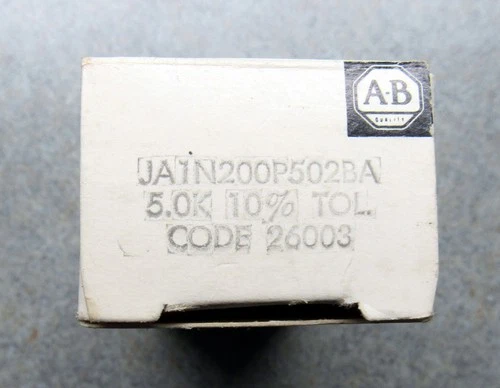 A-B
QUALITY
JA1N200P502BA
5.0K 10% TOL.
CODE 26003